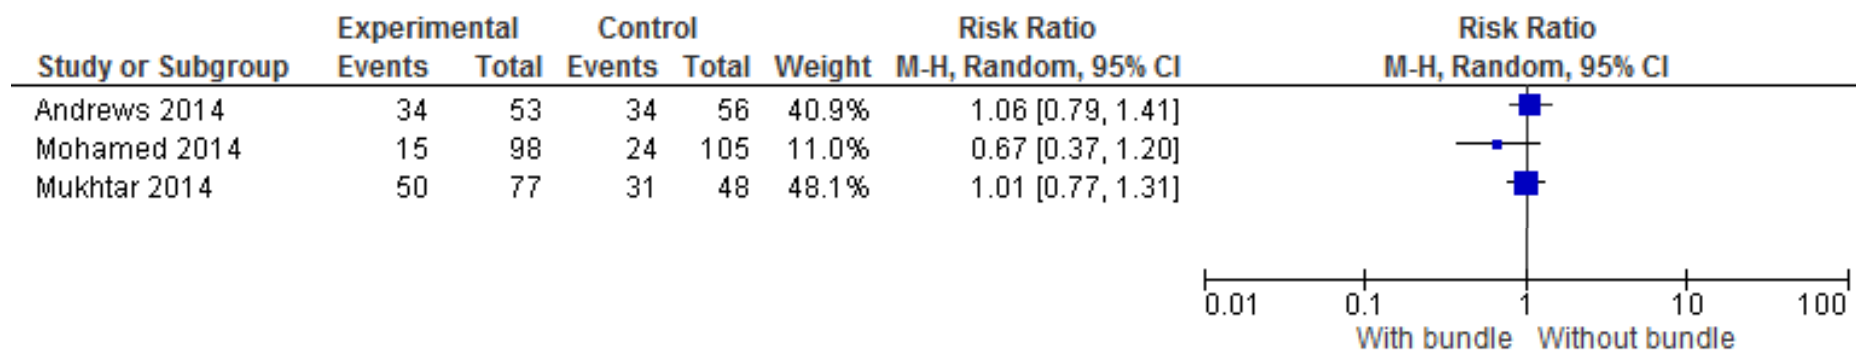 Experimental Control Risk Ratio Risk Ratio
Study or Subgroup Events Total Events Total Weight M-H, Random, 95% CI M-H, Random, 95% CI
Andrews 2014 34 53 34 56 40.9% 1.06 [0.79, 1.41]
Mohamed 2014 15 98 24 105 11.0% 0.67 [0.37, 1.20]
Mukhtar 2014 50 77 31 48 48.1% 1.01 [0.77, 1.31]
0.01 0.1 1 10 100
With bundle Without bundle